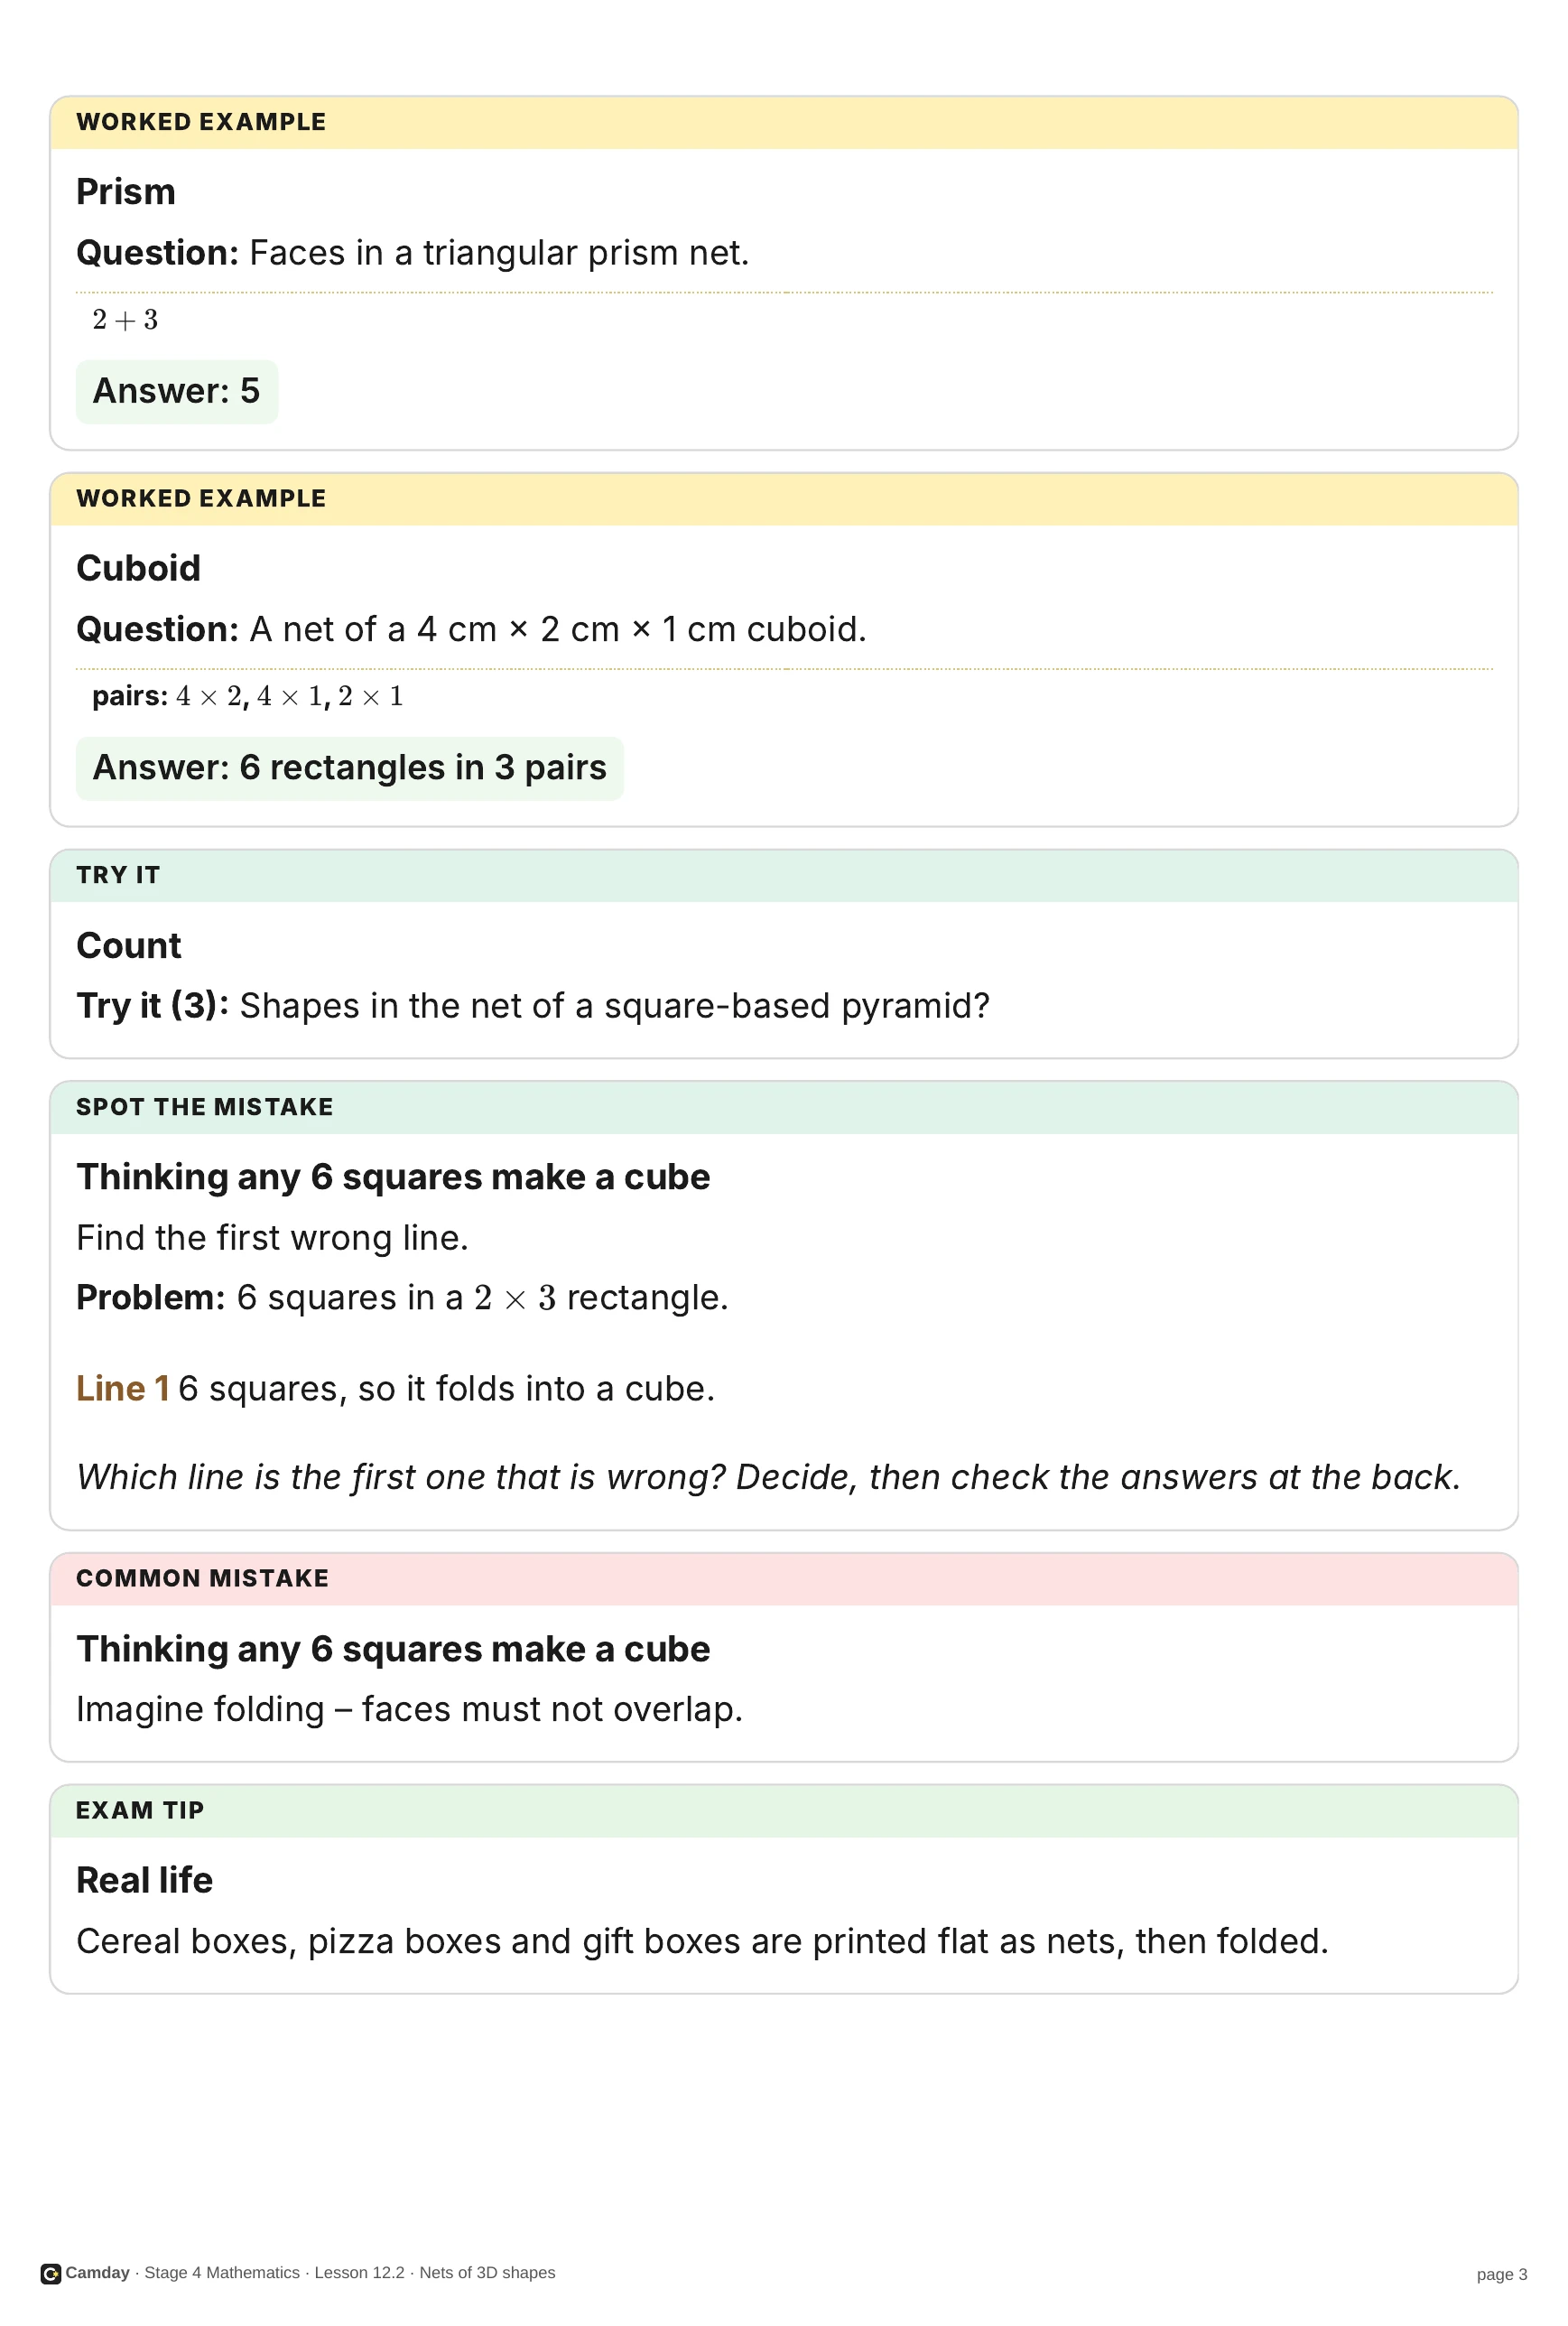 WORKED EXAMPLE
Prism
Question: Faces in a triangular prism net.
2 + 3
Answer: 5
WORKED EXAMPLE
Cuboid
Question: A net of a 4 cm × 2 cm × 1 cm cuboid.
pairs: 4 × 2, 4 × 1, 2 × 1
Answer: 6 rectangles in 3 pairs
TRY IT
Count
Try it (3): Shapes in the net of a square-based pyramid?
SPOT THE MISTAKE
Thinking any 6 squares make a cube
Find the first wrong line.
Problem: 6 squares in a 2 × 3 rectangle.
Line 1 6 squares, so it folds into a cube.
Which line is the first one that is wrong? Decide, then check the answers at the back.
COMMON MISTAKE
Thinking any 6 squares make a cube
Imagine folding – faces must not overlap.
EXAM TIP
Real life
Cereal boxes, pizza boxes and gift boxes are printed flat as nets, then folded.
Camday · Stage 4 Mathematics · Lesson 12.2 · Nets of 3D shapes
page 3